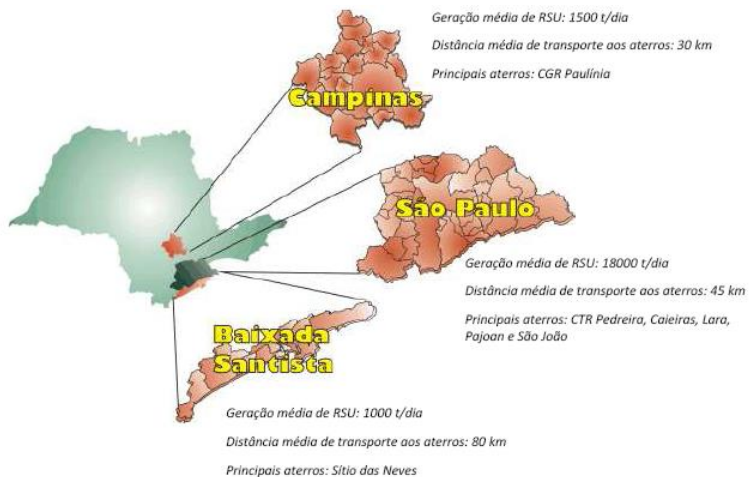 Geração média de RSU: 1500 t/dia
Distância média de transporte aos aterros: 30 km
Principais aterros: CGR Paulínia
Campinas
São Paulo
Geração média de RSU: 18000 t/dia
Distância média de transporte aos aterros: 45 km
Principais aterros: CTR Pedreira, Caieiras, Lara,
Pajoan e São João
Baixada
Santista
Geração média de RSU: 1000 t/dia
Distância média de transporte aos aterros: 80 km
Principais aterros: Sítio das Neves